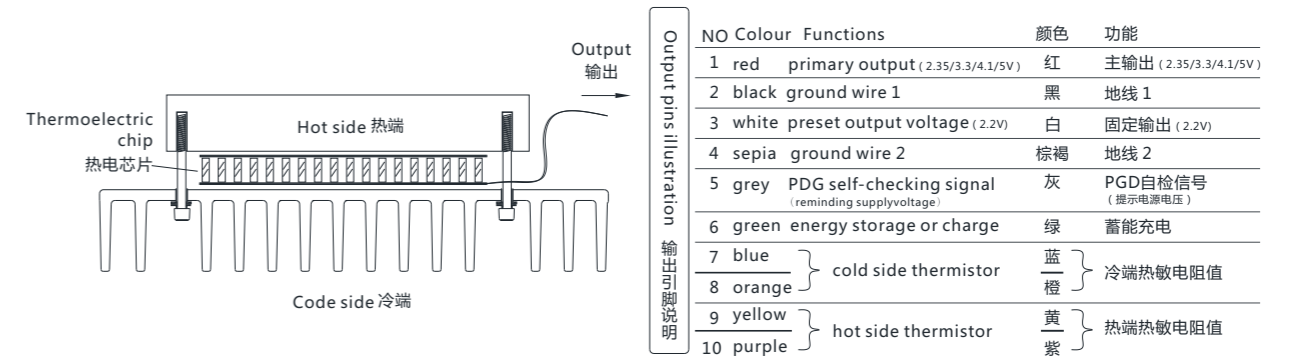 Output
输出
Thermoelectric
chip
热电芯片
Hot side 热端
Code side 冷端
Output pins illustration 输出引脚说明
NO Colour Functions 颜色 功能
1 red primary output ( 2.35/3.3/4.1/5V ) 红 主输出 ( 2.35/3.3/4.1/5V )
2 black ground wire 1 黑 地线 1
3 white preset output voltage ( 2.2V) 白 固定输出 ( 2.2V)
4 sepia ground wire 2 棕褐 地线 2
5 grey PDG self-checking signal 灰 PGD自检信号
（reminding supplyvoltage） （提示电源电压）
6 green energy storage or charge 绿 蓄能充电
7 blue 蓝
cold side thermistor 冷端热敏电阻值
8 orange 橙
9 yellow 黄
hot side thermistor 热端热敏电阻值
10 purple 紫